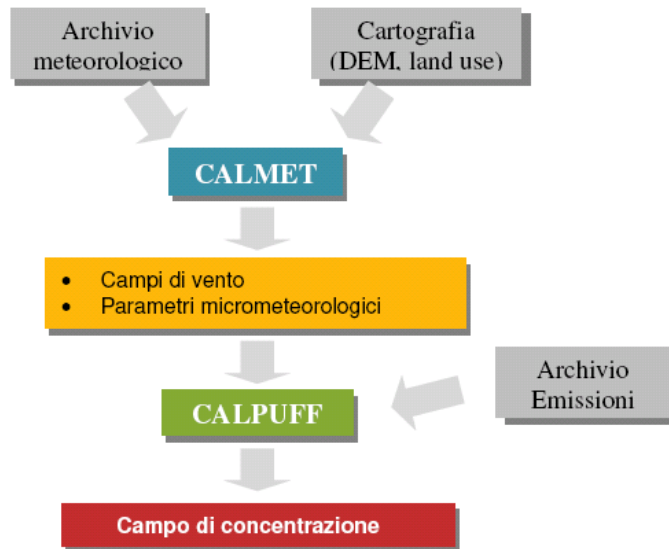 Archivio
meteorologico
Cartografia
(DEM, land use)
CALMET
• Campi di vento
• Parametri micrometeorologici
Archivio
Emissioni
CALPUFF
Campo di concentrazione